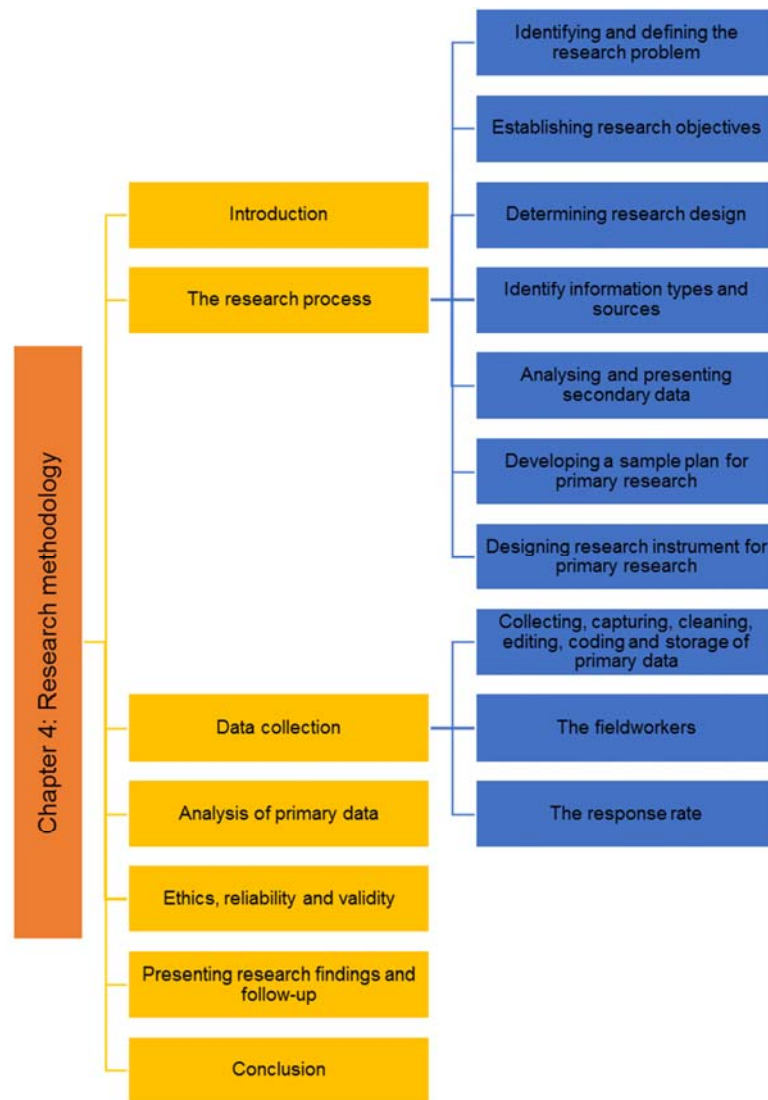 Chapter 4: Research methodology
Introduction
The research process
Identifying and defining the
research problem
Establishing research objectives
Determining research design
Identify information types and
sources
Analysing and presenting
secondary data
Developing a sample plan for
primary research
Designing research instrument for
primary research
Data collection
Collecting, capturing, cleaning,
editing, coding and storage of
primary data
The fieldworkers
The response rate
Analysis of primary data
Ethics, reliability and validity
Presenting research findings and
follow-up
Conclusion